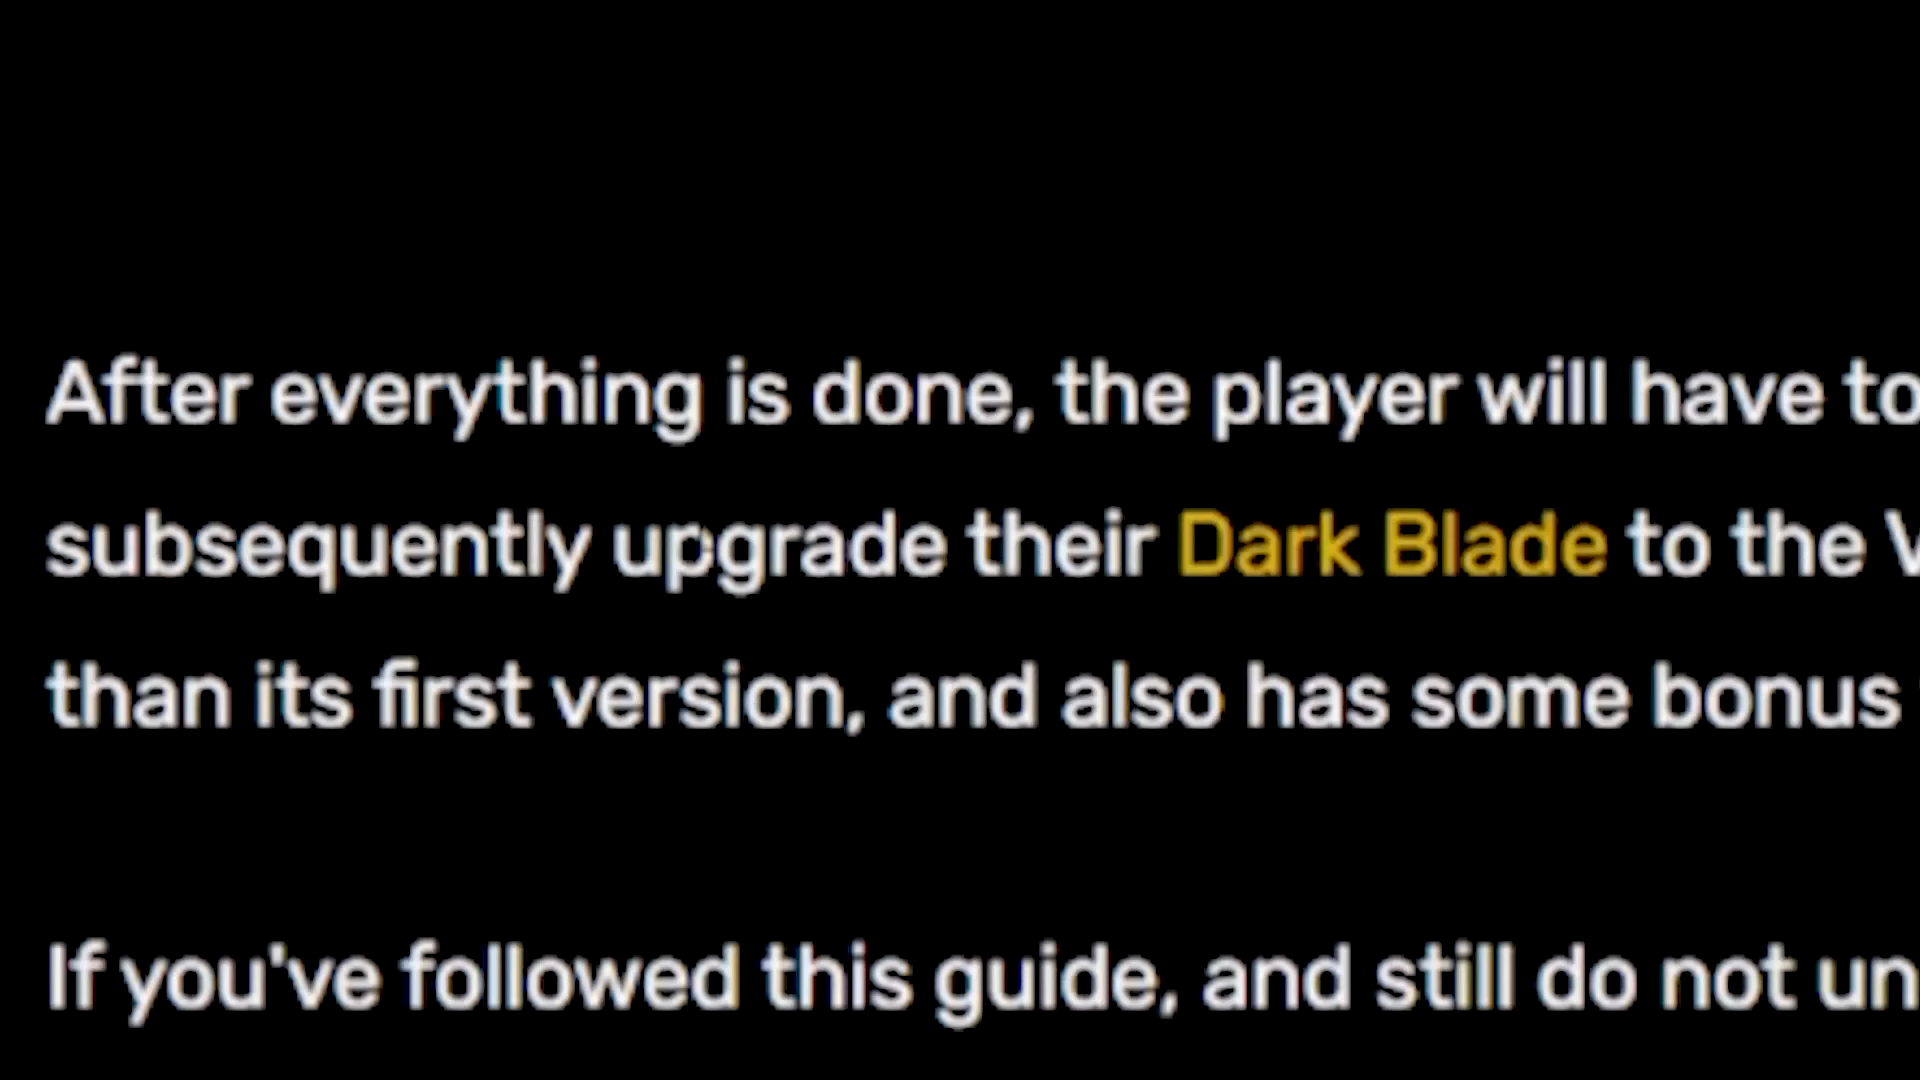 After everything is done, the player will have to
subsequently upgrade their Dark Blade to the
than its first version, and also has some bonus
If you've followed this guide, and still do not